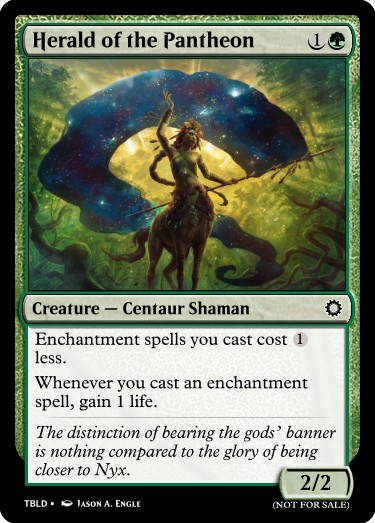 Herald of the Pantheon 1
Creature — Centaur Shaman
Enchantment spells you cast cost 1
less.
Whenever you cast an enchantment
spell, gain 1 life.
The distinction of bearing the gods’ banner
is nothing compared to the glory of being
closer to Nyx.
2/2
TBLD • Jason A. Engle
(NOT FOR SALE)